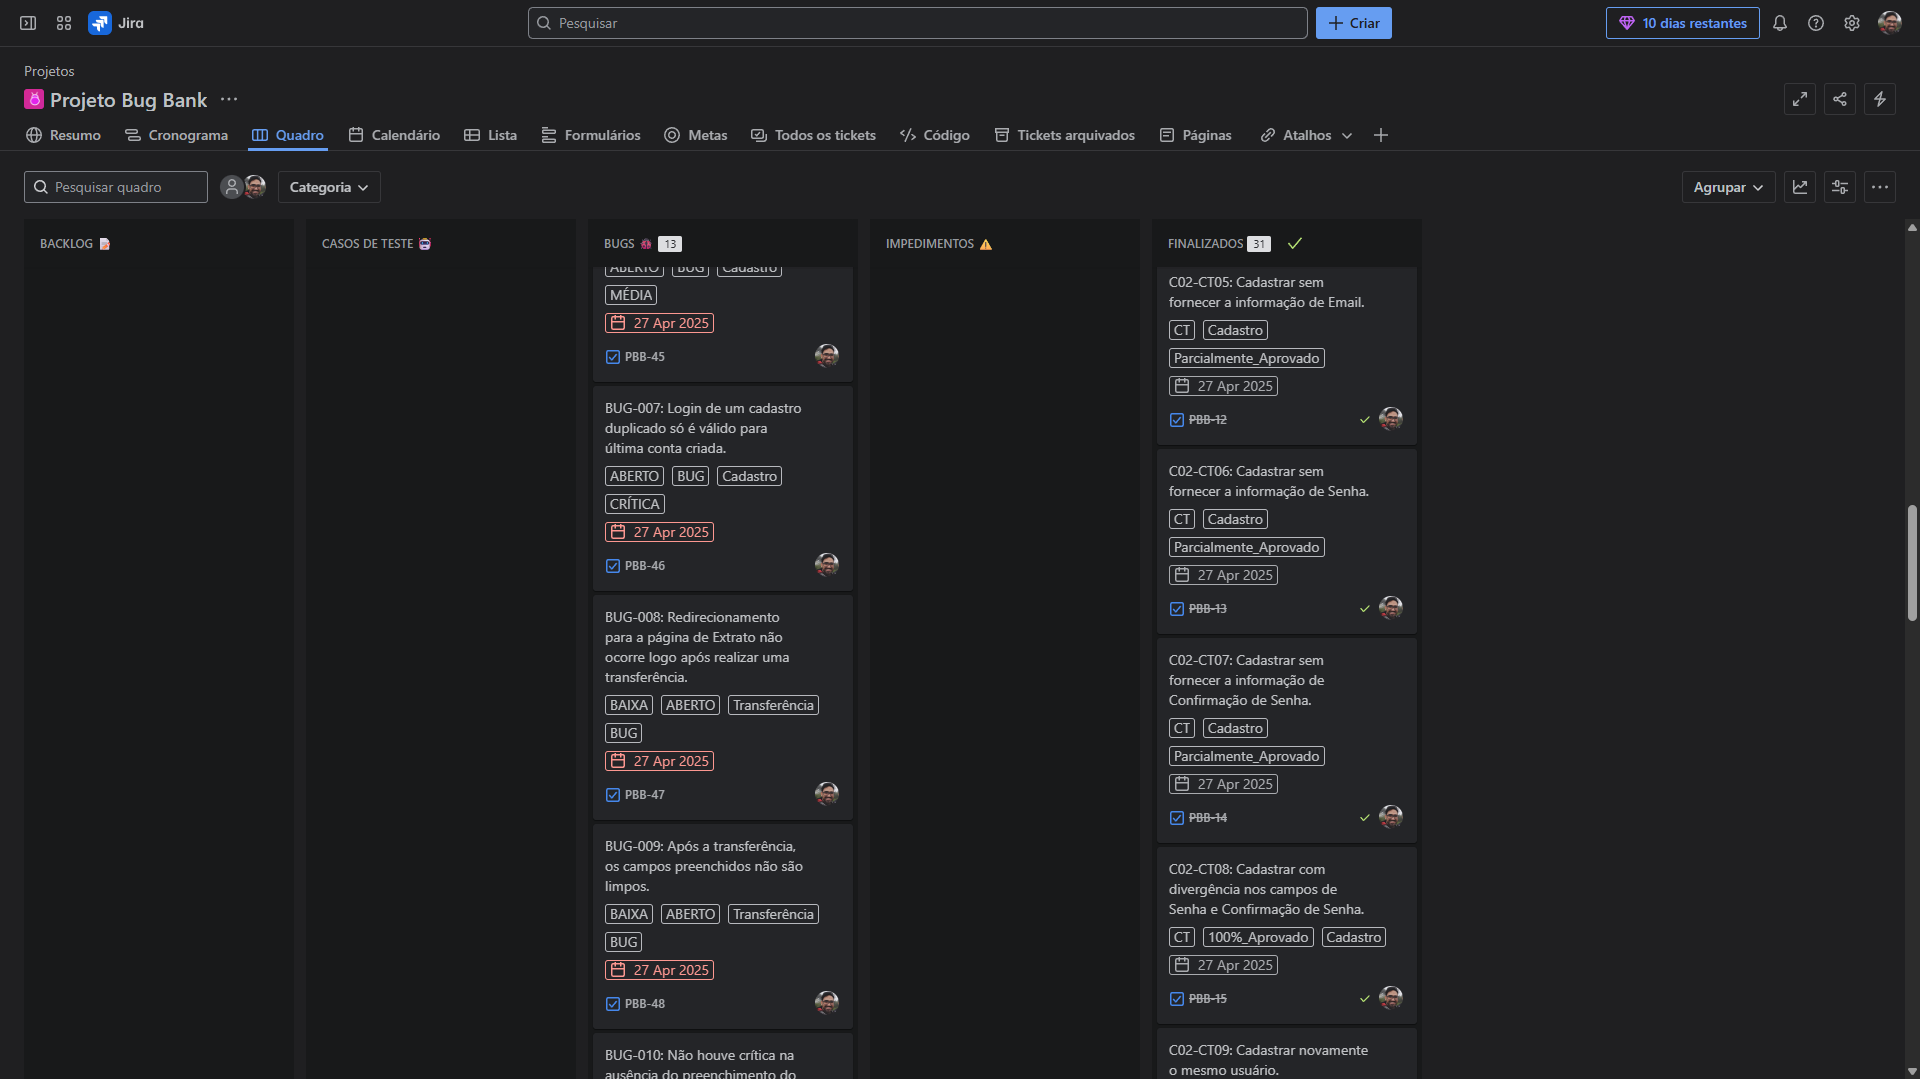 Jira
Pesquisar
Criar
10 dias restantes
Projetos
Projeto Bug Bank
Resumo
Cronograma
Quadro
Calendário
Lista
Formulários
Metas
Todos os tickets
Código
Tickets arquivados
Páginas
Atalhos
Pesquisar quadro
Categoria
Agrupar
BACKLOG
CASOS DE TESTE
BUGS 13
IMPEDIMENTOS
FINALIZADOS 31
ABERTO BUG Cadastro
MÉDIA
27 Apr 2025
PBB-45
BUG-007: Login de um cadastro
duplicado só é válido para
última conta criada.
ABERTO BUG Cadastro
CRÍTICA
27 Apr 2025
PBB-46
BUG-008: Redirecionamento
para a página de Extrato não
ocorre logo após realizar uma
transferência.
BAIXA ABERTO Transferência
BUG
27 Apr 2025
PBB-47
BUG-009: Após a transferência,
os campos preenchidos não são
limpos.
BAIXA ABERTO Transferência
BUG
27 Apr 2025
PBB-48
BUG-010: Não houve crítica na
ausência do preenchimento do
C02-CT05: Cadastrar sem
fornecer a informação de Email.
CT Cadastro
Parcialmente_Aprovado
27 Apr 2025
PBB-12
C02-CT06: Cadastrar sem
fornecer a informação de Senha.
CT Cadastro
Parcialmente_Aprovado
27 Apr 2025
PBB-13
C02-CT07: Cadastrar sem
fornecer a informação de
Confirmação de Senha.
CT Cadastro
Parcialmente_Aprovado
27 Apr 2025
PBB-14
C02-CT08: Cadastrar com
divergência nos campos de
Senha e Confirmação de Senha.
CT 100%_Aprovado Cadastro
27 Apr 2025
PBB-15
C02-CT09: Cadastrar novamente
o mesmo usuário.